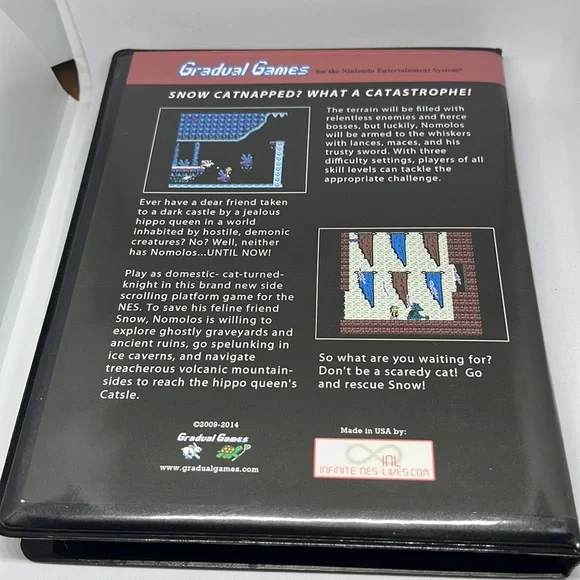 Gradual Games for the Nintendo Entertainment System®
SNOW CATNAPPED? WHAT A CATASTROPHE!
Ever have a dear friend taken
to a dark castle by a jealous
hippo queen in a world
inhabited by hostile, demonic
creatures? No? Well, neither
has Nomolos...UNTIL NOW!
Play as domestic- cat-turned-
knight in this brand new side
scrolling platform game for the
NES. To save his feline friend
Snow, Nomolos is willing to
explore ghostly graveyards and
ancient ruins, go spelunking in
ice caverns, and navigate
treacherous volcanic mountain-
sides to reach the hippo queen's
Catsle.
The terrain will be filled with
relentless enemies and fierce
bosses, but luckily, Nomolos
will be armed to the whiskers
with lances, maces, and his
trusty sword. With three
difficulty settings, players of all
skill levels can tackle the
appropriate challenge.
So what are you waiting for?
Don't be a scaredy cat! Go
and rescue Snow!
©2009-2014
Gradual Games
www.gradualgames.com
Made in USA by:
INL
INFINITE NES LIVES.COM